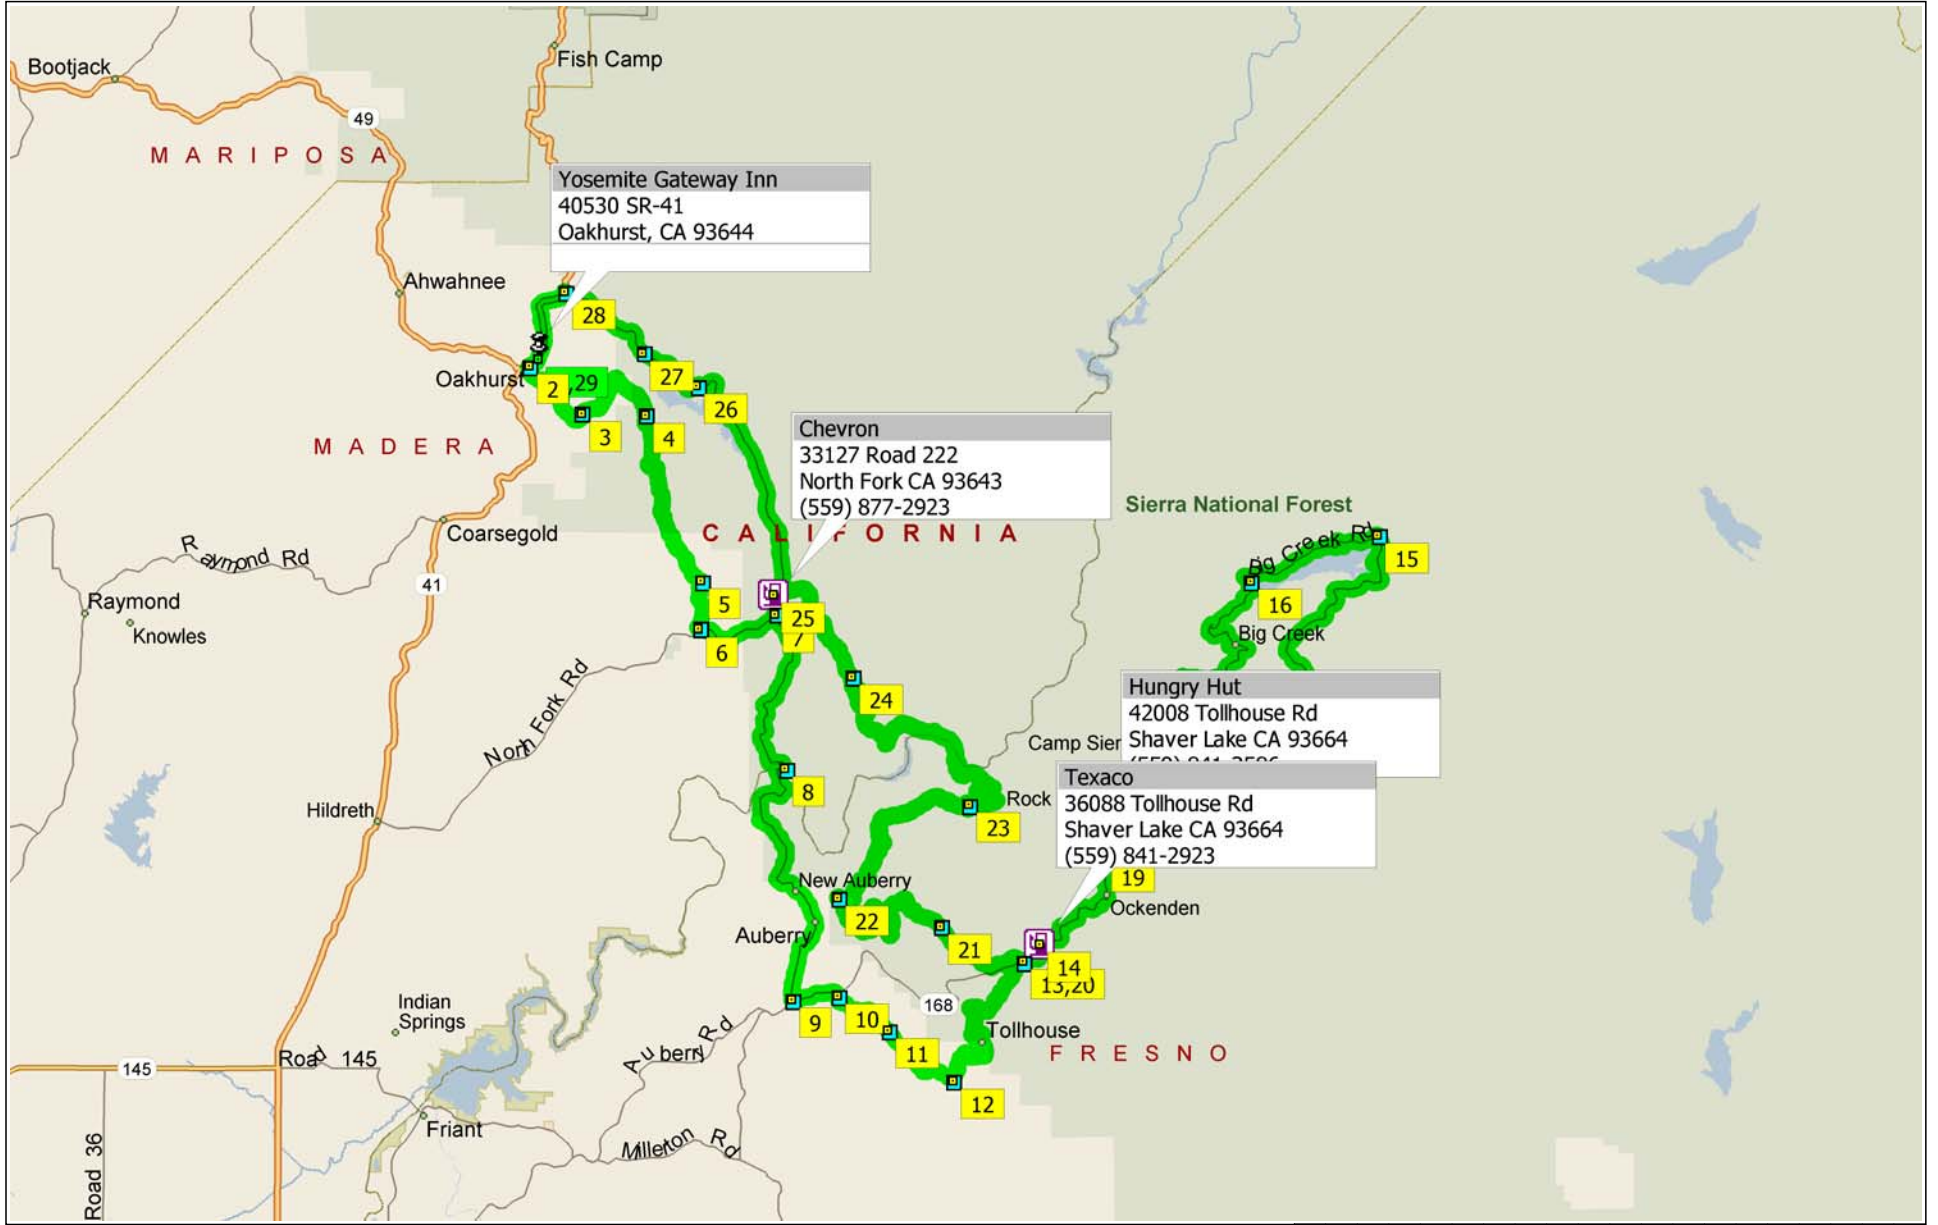 Fish Camp
Bootjack
49
MARIPOSA
Yosemite Gateway Inn
40530 SR-41
Oakhurst, CA 93644
Ahwahnee
28
27
Oakhurst
2
,29
26
3
4
Chevron
33127 Road 222
North Fork CA 93643
(559) 877-2923
MADERA
Sierra National Forest
CALIFORNIA
Coarsegold
Raymond Rd
Big Creek Rd
15
41
Raymond
Knowles
5
25
16
7
6
Big Creek
24
Hungry Hut
42008 Tollhouse Rd
Shaver Lake CA 93664
North Fork Rd
Camp Sier
Texaco
36088 Tollhouse Rd
Shaver Lake CA 93664
(559) 841-2923
8
Rock
Hildreth
23
19
New Auberry
Ockenden
22
Auberry
21
14
13,20
Indian
Springs
168
9
10
Tollhouse
11
FRESNO
Auberry Rd
Road 145
145
12
Friant
Millerton Rd
Road 36